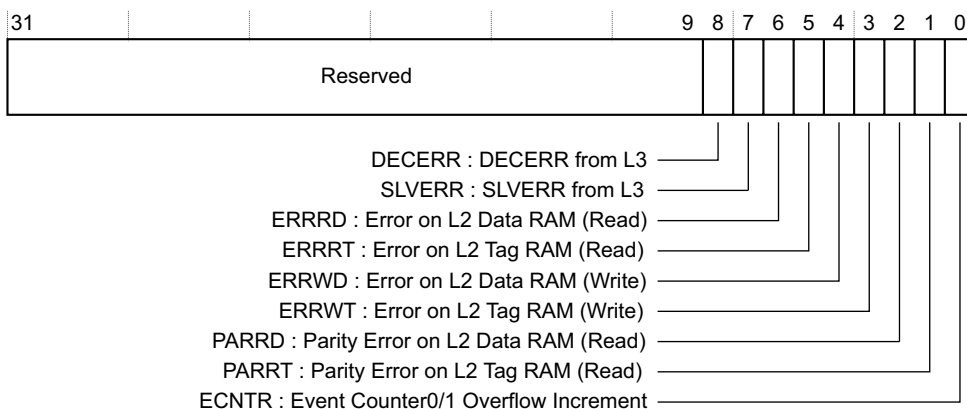 31 9 8 7 6 5 4 3 2 1 0
Reserved
DECERR : DECERR from L3
SLVERR : SLVERR from L3
ERRRD : Error on L2 Data RAM (Read)
ERRRT : Error on L2 Tag RAM (Read)
ERRWD : Error on L2 Data RAM (Write)
ERRWT : Error on L2 Tag RAM (Write)
PARRD : Parity Error on L2 Data RAM (Read)
PARRT : Parity Error on L2 Tag RAM (Read)
ECNTR : Event Counter0/1 Overflow Increment